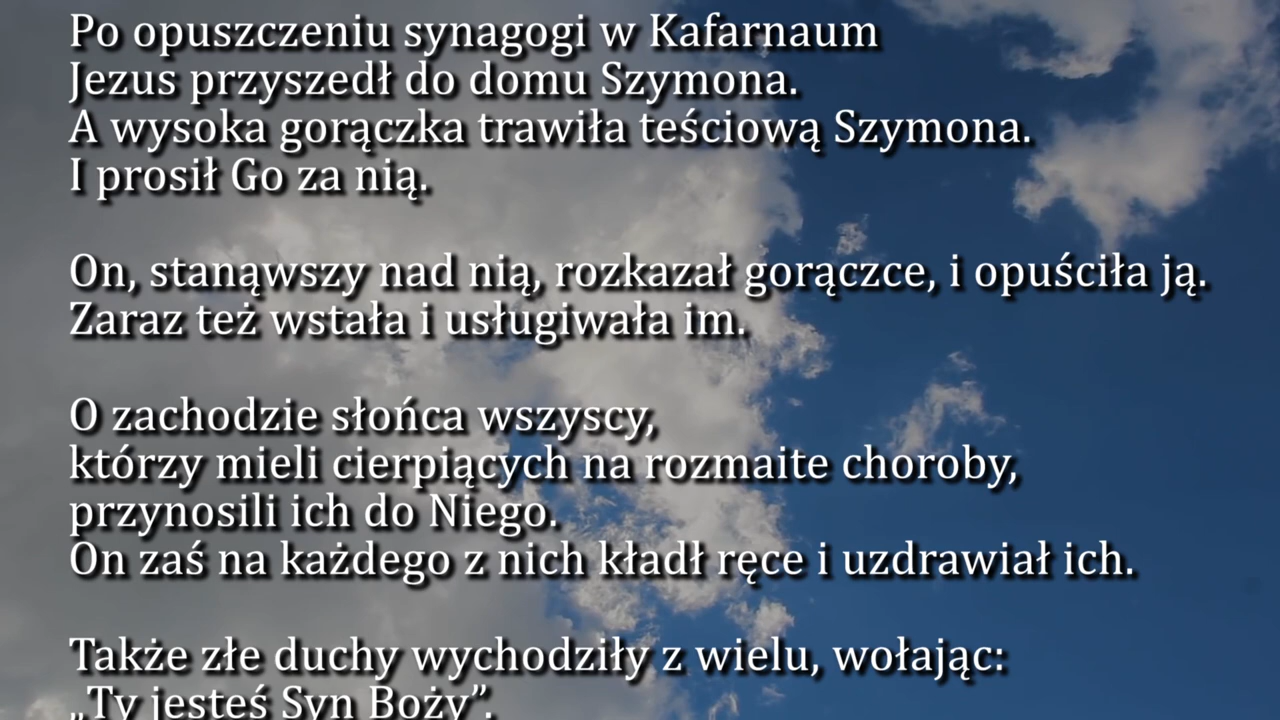 Po opuszczeniu synagogi w Kafarnaum
Jezus przyszedł do domu Szymona.
A wysoka gorączka trawiła teściową Szymona.
I prosił Go za nią.
On, stanąwszy nad nią, rozkazał gorączce, i opuściła ją.
Zaraz też wstała i usługiwała im.
O zachodzie słońca wszyscy,
którzy mieli cierpiących na rozmaite choroby,
przynosili ich do Niego.
On zaś na każdego z nich kładł ręce i uzdrawiał ich.
Także złe duchy wychodziły z wielu, wołając:
„Ty jesteś Syn Boży”.